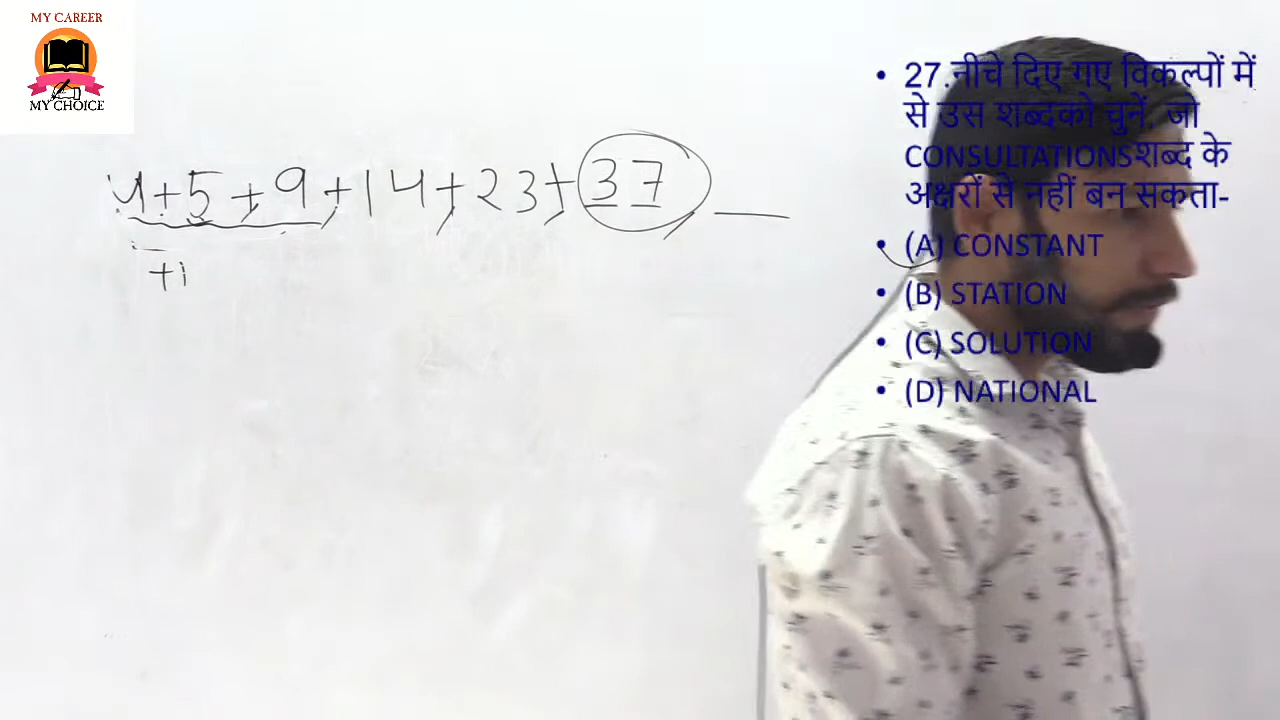 MY CAREER
MY CHOICE
4+5+9+14+23+37, __
+1
• 27.नीचे दिए गए विकल्पों में
से उस शब्दको चुनें, जो
CONSULTATIONSशब्द के
अक्षरों से नहीं बन सकता-
• (A) CONSTANT
• (B) STATION
• (C) SOLUTION
• (D) NATIONAL